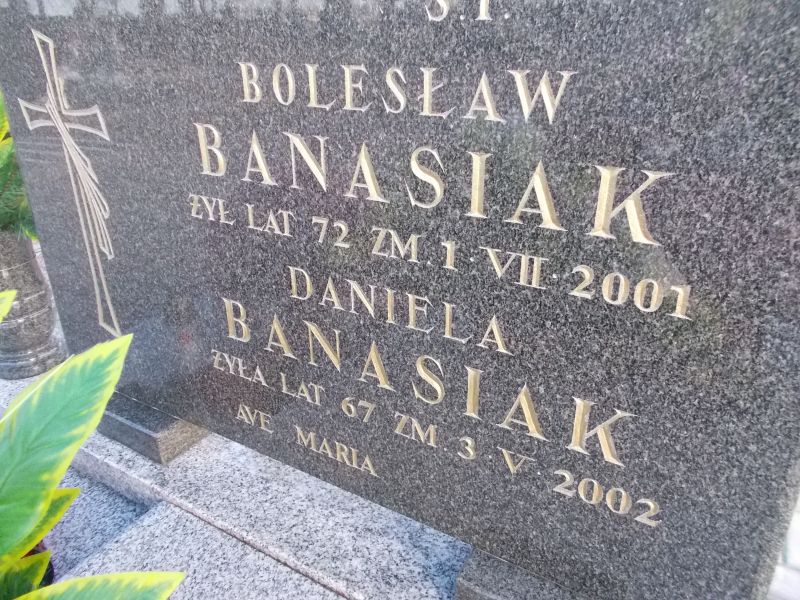 Ś.P.
BOLESŁAW
BANASIAK
ŻYŁ LAT 72 ZM. 1·VII·2001
DANIELA
BANASIAK
ŻYŁA LAT 67 ZM. 3·V·2002
AVE MARIA